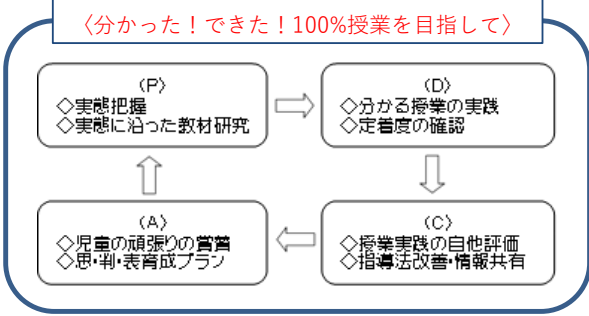 〈分かった！できた！100%授業を目指して〉
〈P〉
◇実態把握
◇実態に沿った教材研究
〈D〉
◇分かる授業の実践
◇定着度の確認
〈C〉
◇授業実践の自他評価
◇指導法改善・情報共有
〈A〉
◇児童の頑張りの賞賛
◇思・判・表育成プラン